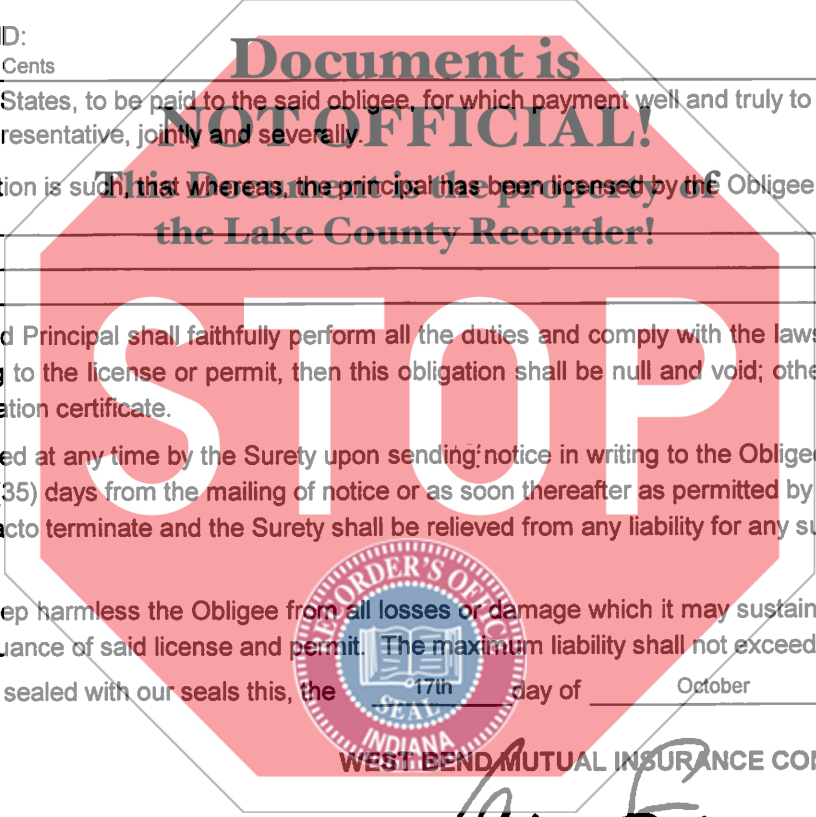 D:
Cents
Document is
States, to be paid to the said obligee, for which payment well and truly to
NOT OFFICIAL!
resentative, jointly and severally.
tion is such, that whereas, the principal has been licensed by the Obligee
This Document is the property of
the Lake County Recorder!
STOP
d Principal shall faithfully perform all the duties and comply with the laws
g to the license or permit, then this obligation shall be null and void; othe
ation certificate.
ed at any time by the Surety upon sending notice in writing to the Obligee
(35) days from the mailing of notice or as soon thereafter as permitted by
acto terminate and the Surety shall be relieved from any liability for any su
RECORDER'S OFFICE
ep harmless the Obligee from all losses or damage which it may sustain
uance of said license and permit. The maximum liability shall not exceed
sealed with our seals this, the 17th day of October
SEAL
INDIANA
WEST BEND MUTUAL INSURANCE COM